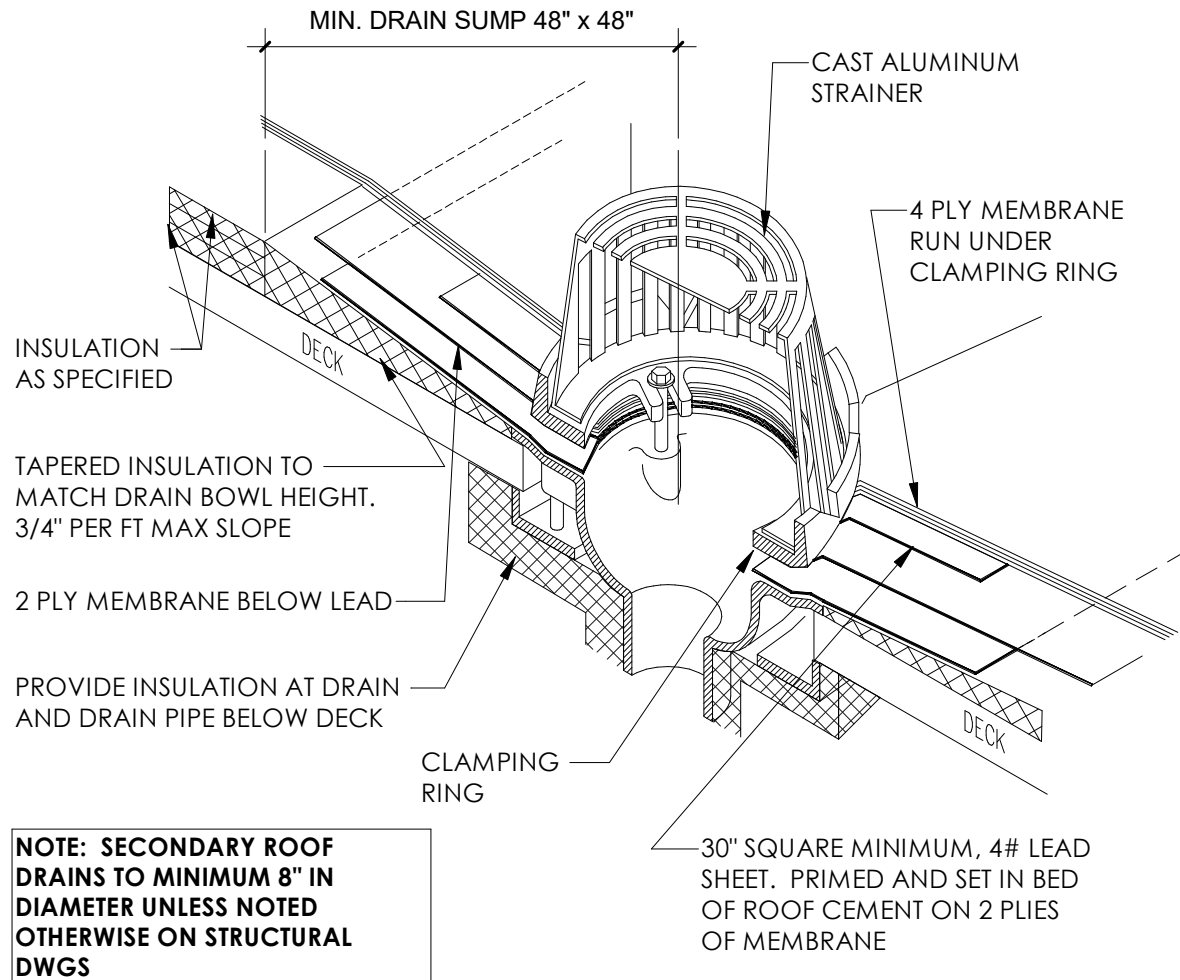 MIN. DRAIN SUMP 48" x 48"
CAST ALUMINUM
STRAINER
4 PLY MEMBRANE
RUN UNDER
CLAMPING RING
INSULATION
AS SPECIFIED
DECK
TAPERED INSULATION TO
MATCH DRAIN BOWL HEIGHT.
3/4" PER FT MAX SLOPE
2 PLY MEMBRANE BELOW LEAD
PROVIDE INSULATION AT DRAIN
AND DRAIN PIPE BELOW DECK
DECK
CLAMPING
RING
30" SQUARE MINIMUM, 4# LEAD
SHEET. PRIMED AND SET IN BED
OF ROOF CEMENT ON 2 PLIES
OF MEMBRANE
NOTE: SECONDARY ROOF
DRAINS TO MINIMUM 8" IN
DIAMETER UNLESS NOTED
OTHERWISE ON STRUCTURAL
DWGS